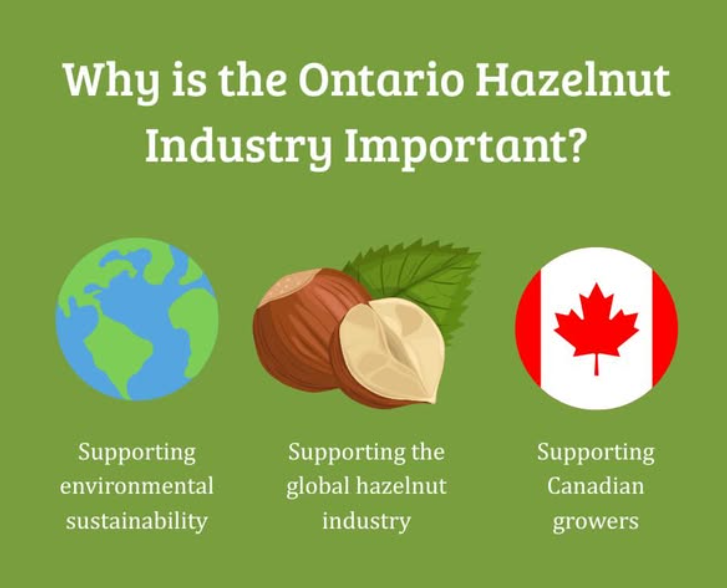 Why is the Ontario Hazelnut
Industry Important?
Supporting
environmental
sustainability
Supporting the
global hazelnut
industry
Supporting
Canadian
growers